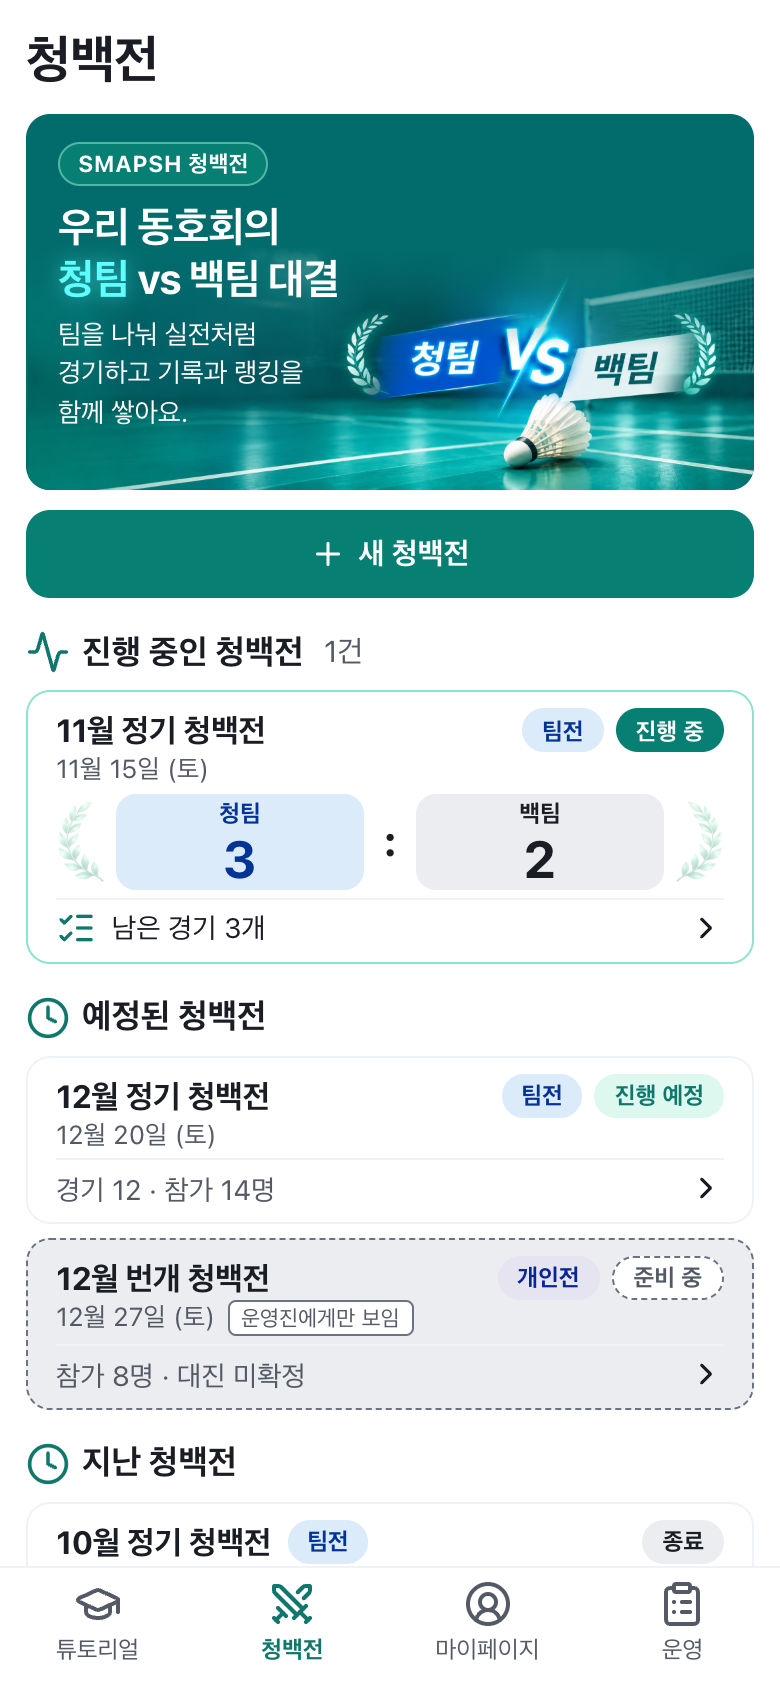 청백전
SMAPSH 청백전
우리 동호회의
청팀 vs 백팀 대결
팀을 나눠 실전처럼
경기하고 기록과 랭킹을
함께 쌓아요.
청팀 VS 백팀
새 청백전
진행 중인 청백전 1건
11월 정기 청백전 팀전 진행 중
11월 15일 (토)
청팀 백팀
3 : 2
남은 경기 3개
예정된 청백전
12월 정기 청백전 팀전 진행 예정
12월 20일 (토)
경기 12 · 참가 14명
12월 번개 청백전 개인전 준비 중
12월 27일 (토) 운영진에게만 보임
참가 8명 · 대진 미확정
지난 청백전
10월 정기 청백전 팀전 종료
튜토리얼 청백전 마이페이지 운영